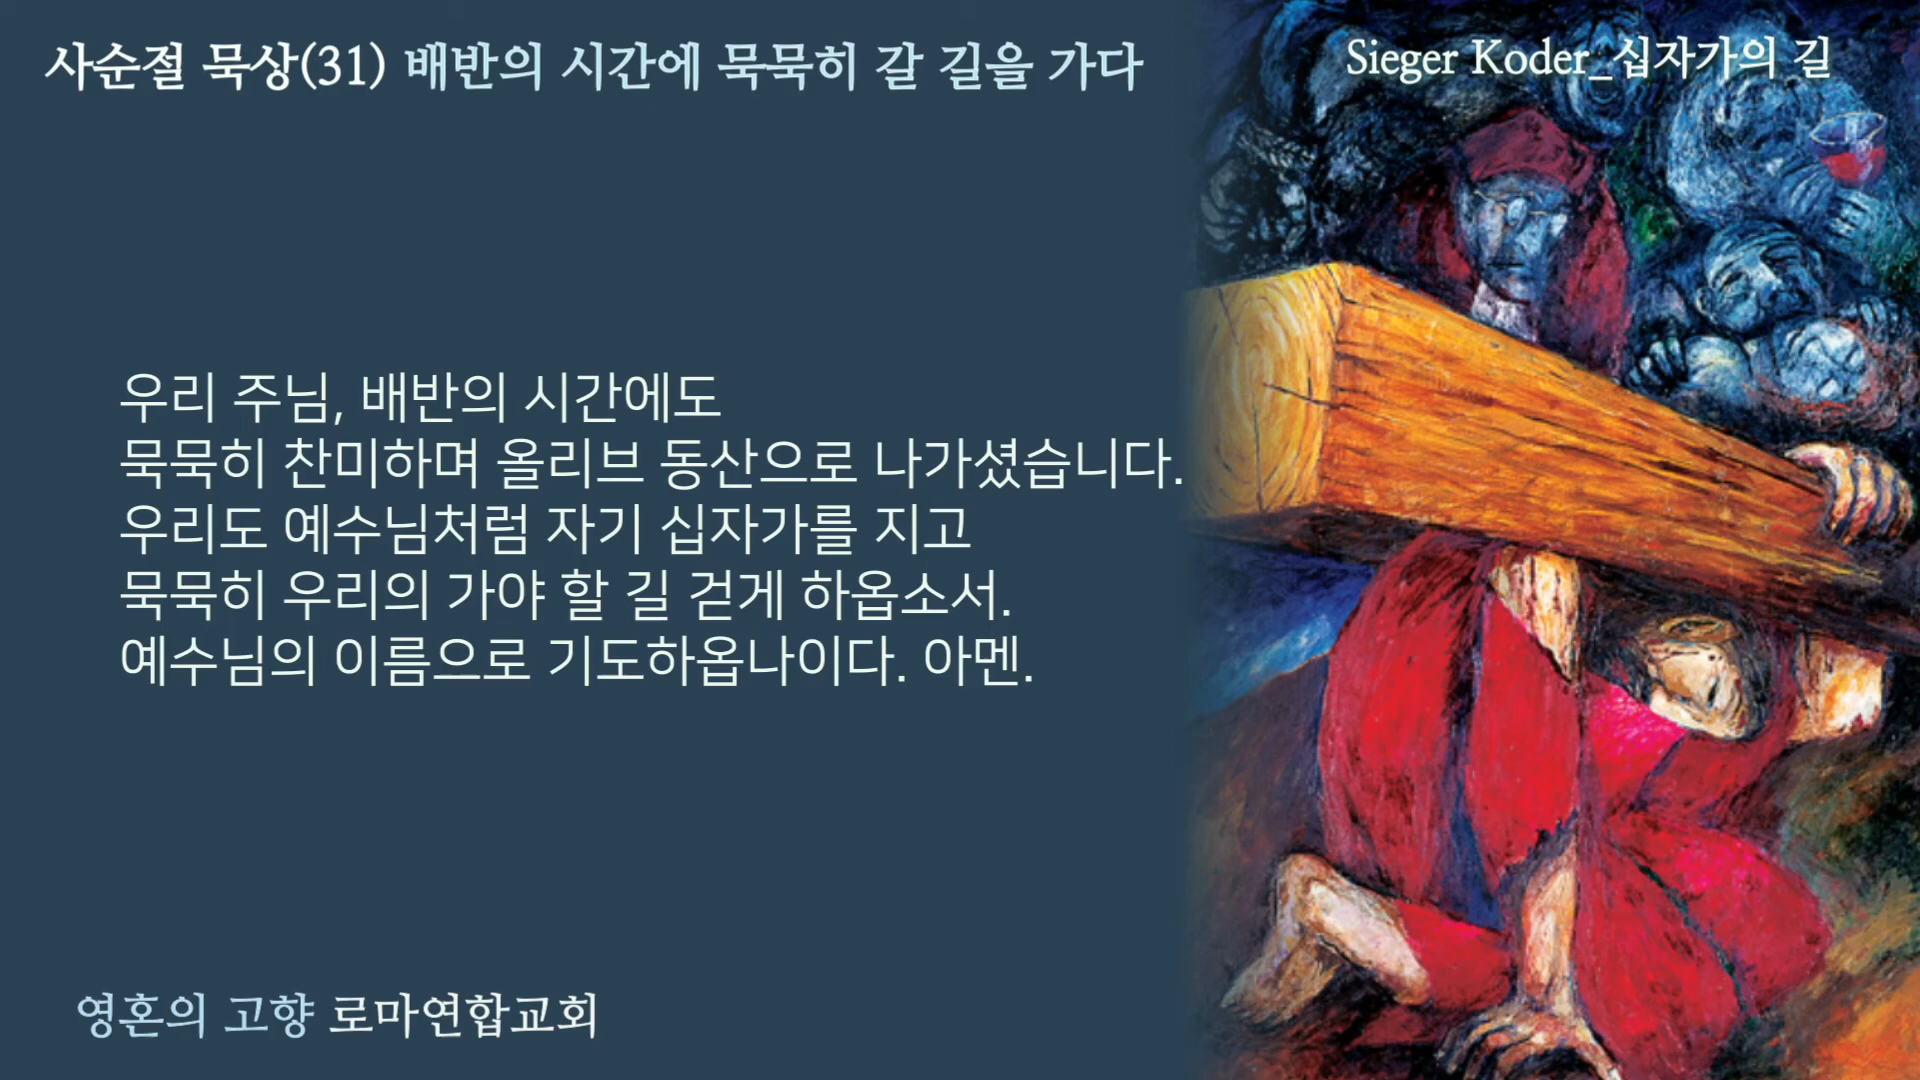 사순절 묵상(31) 배반의 시간에 묵묵히 갈 길을 가다
Sieger Koder_십자가의 길
우리 주님, 배반의 시간에도
묵묵히 찬미하며 올리브 동산으로 나가셨습니다.
우리도 예수님처럼 자기 십자가를 지고
묵묵히 우리의 가야 할 길 걷게 하옵소서.
예수님의 이름으로 기도하옵나이다. 아멘.
영혼의 고향 로마연합교회